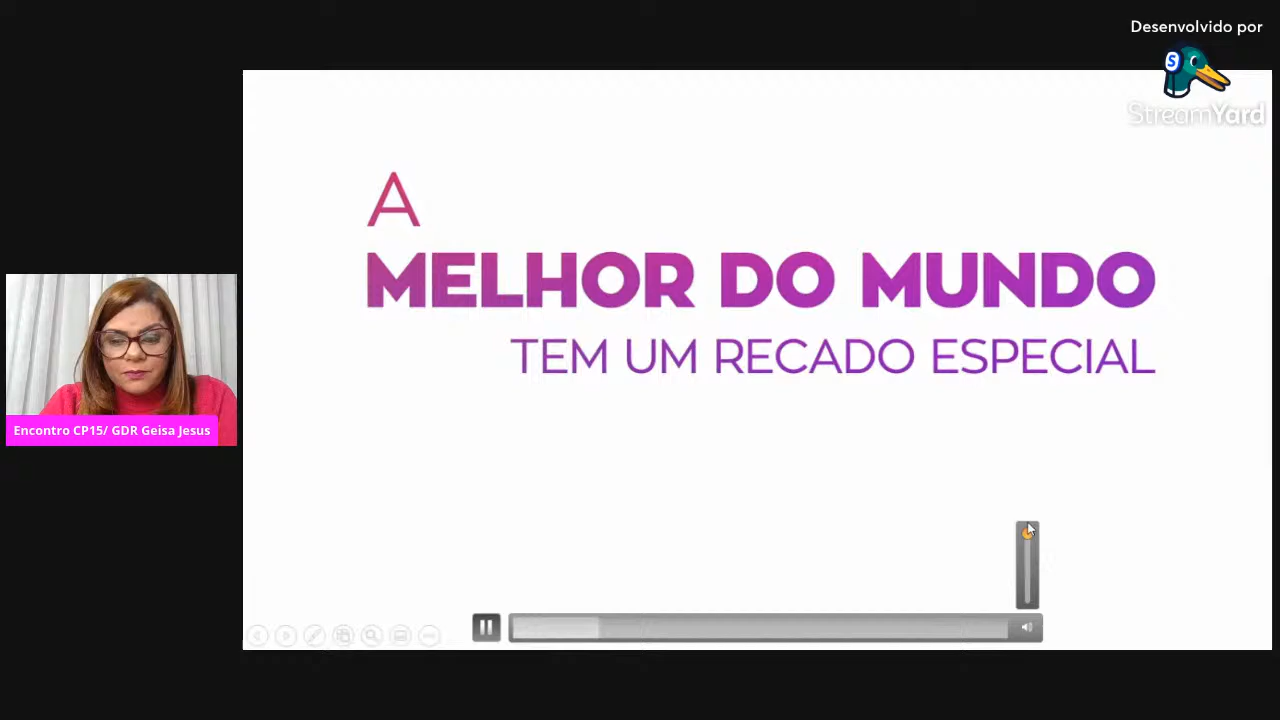 Desenvolvido por
S
StreamYard
A
MELHOR DO MUNDO
TEM UM RECADO ESPECIAL
Encontro CP15/ GDR Geisa Jesus